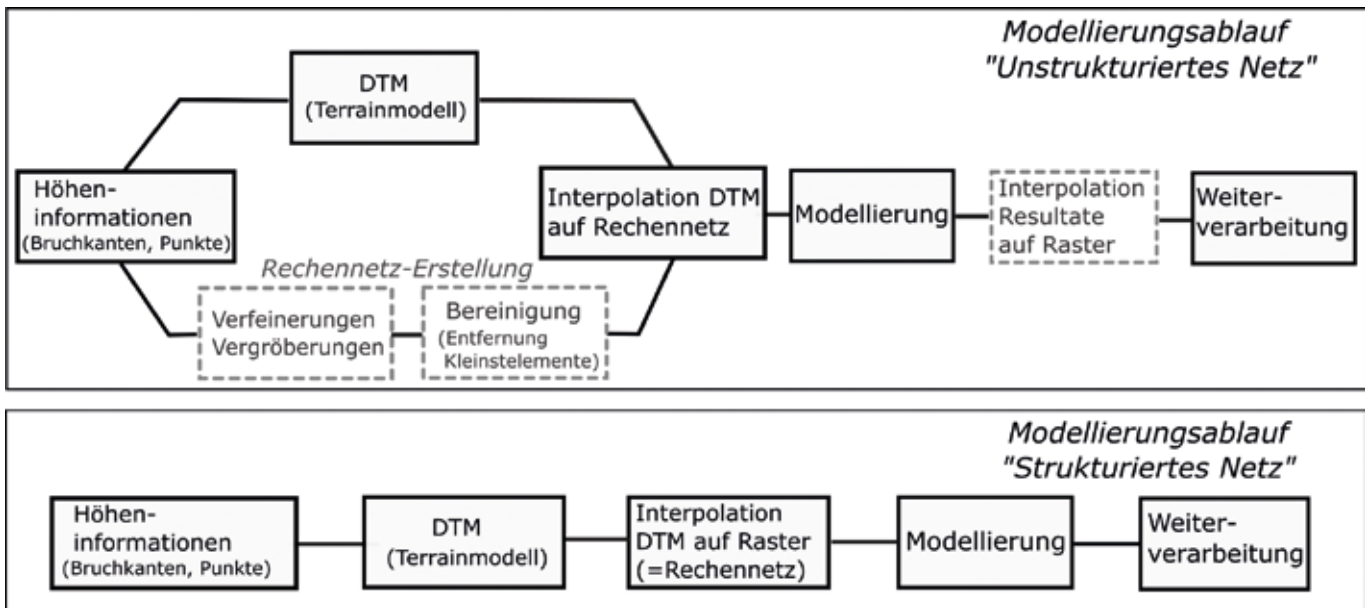 Modellierungsablauf
"Unstrukturiertes Netz"
DTM
(Terrainmodell)
Höhen-
informationen
(Bruchkanten, Punkte)
Rechennetz-Erstellung
Verfeinerungen
Vergröberungen
Bereinigung
(Entfernung
Kleinstelemente)
Interpolation DTM
auf Rechennetz
Modellierung
Interpolation
Resultate
auf Raster
Weiter-
verarbeitung
Modellierungsablauf
"Strukturiertes Netz"
Höhen-
informationen
(Bruchkanten, Punkte)
DTM
(Terrainmodell)
Interpolation
DTM auf Raster
(=Rechennetz)
Modellierung
Weiter-
verarbeitung